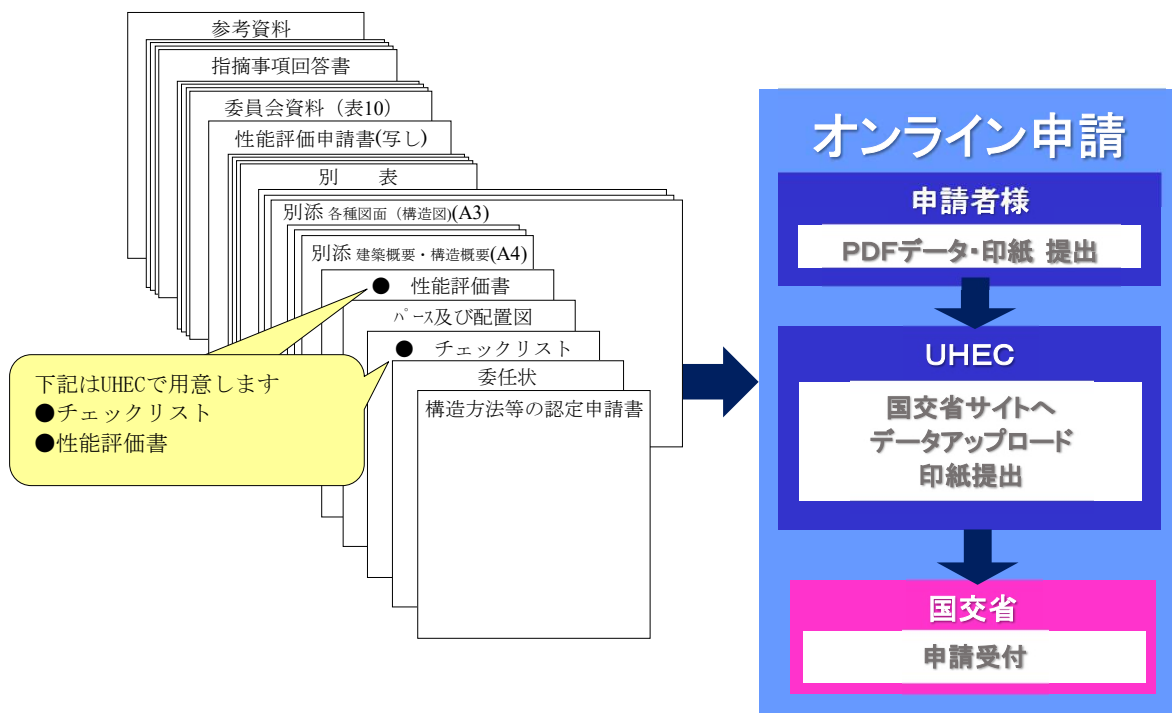 参考資料
指摘事項回答書
委員会資料（表10）
性能評価申請書(写し)
別　　表
別添 各種図面（構造図)(A3)
別添 建築概要・構造概要(A4)
●　性能評価書
ﾊﾟｰｽ及び配置図
●　チェックリスト
委任状
構造方法等の認定申請書
下記はUHECで用意します
●チェックリスト
●性能評価書
オンライン申請
申請者様
PDFデータ・印紙 提出
UHEC
国交省サイトへ
データアップロード
印紙提出
国交省
申請受付